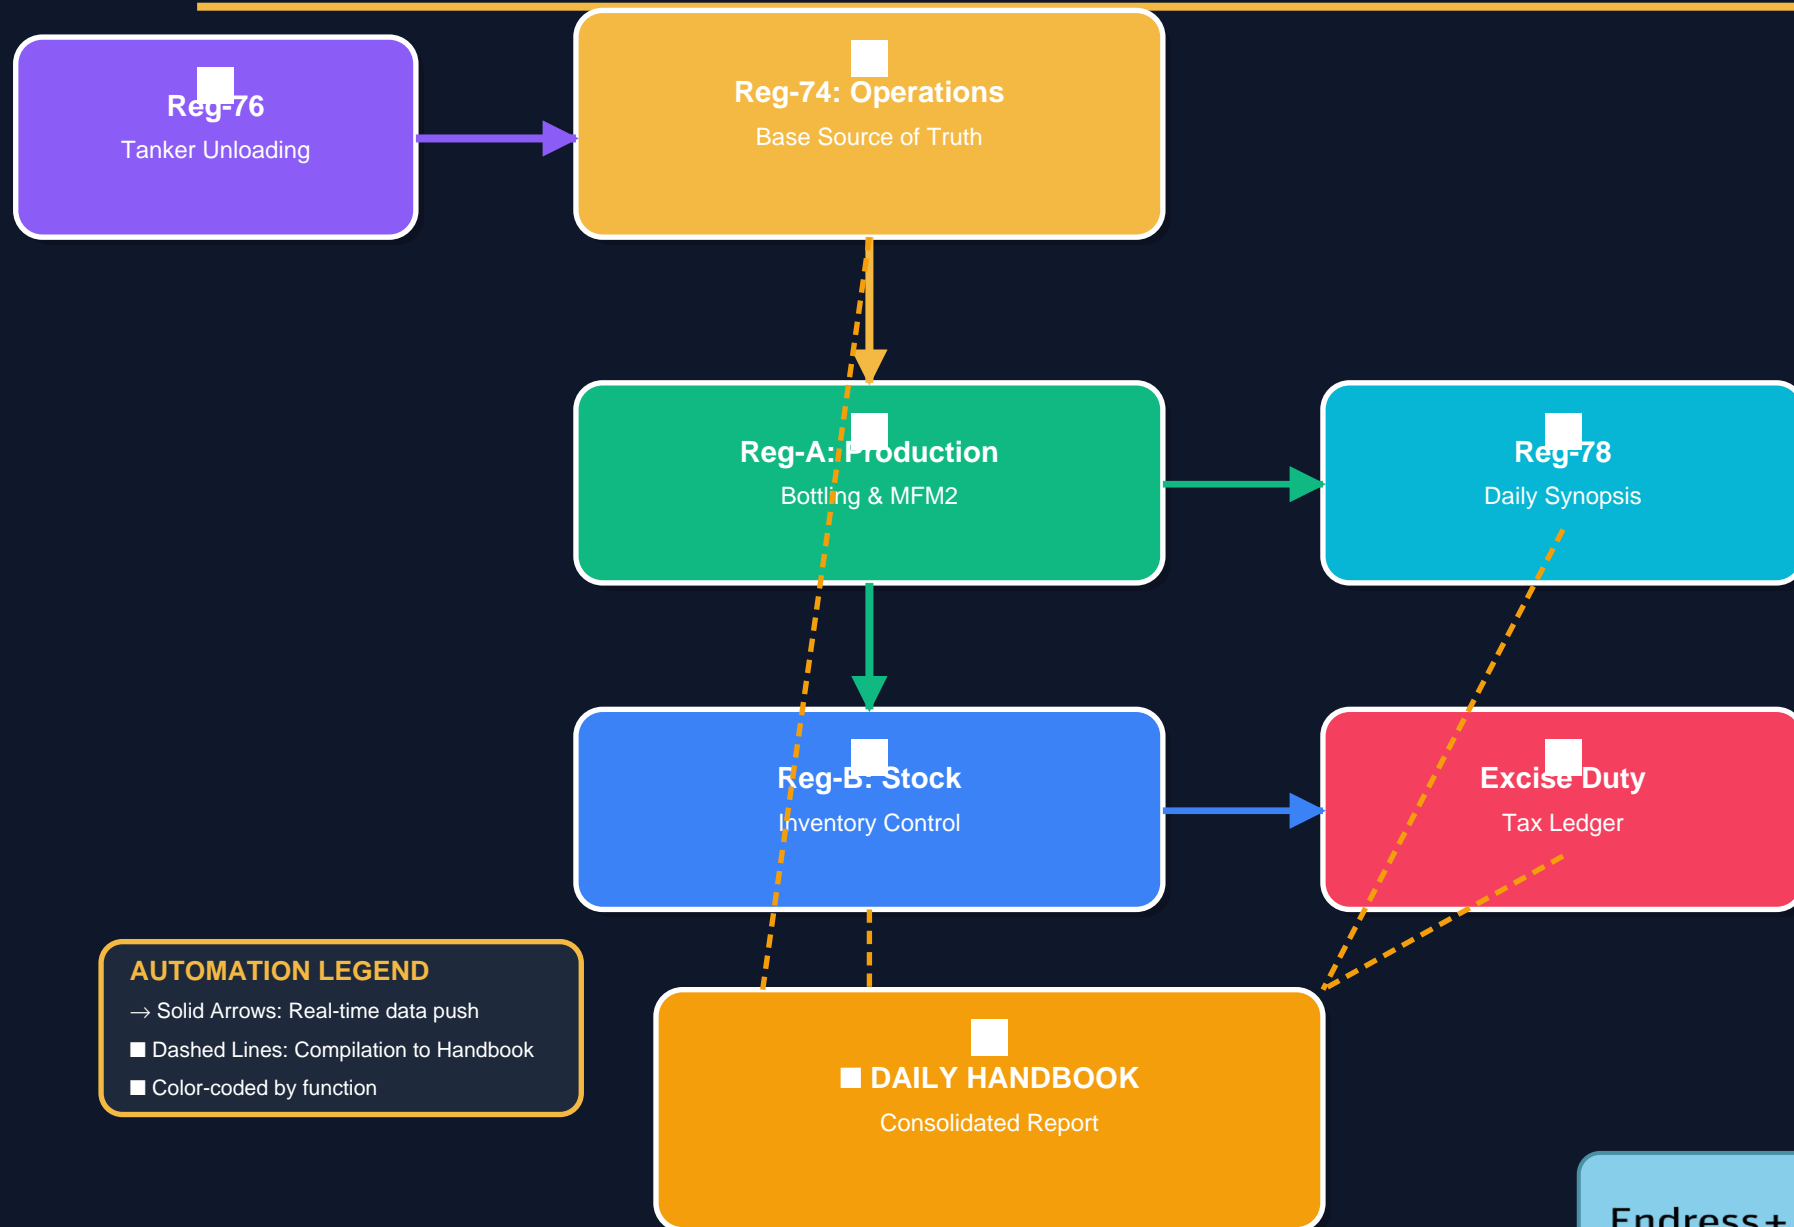 Reg-76
Tanker Unloading
Reg-74: Operations
Base Source of Truth
Reg-A: Production
Bottling & MFM2
Reg-78
Daily Synopsis
Reg-B: Stock
Inventory Control
Excise Duty
Tax Ledger
AUTOMATION LEGEND
→ Solid Arrows: Real-time data push
■ Dashed Lines: Compilation to Handbook
■ Color-coded by function
■ DAILY HANDBOOK
Consolidated Report
Endress+